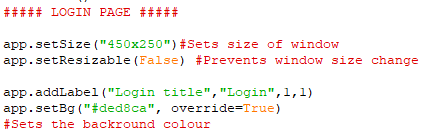 ##### LOGIN PAGE #####
app.setSize("450x250")#Sets size of window
app.setResizable(False) #Prevents window size change
app.addLabel("Login title","Login",1,1)
app.setBg("#ded8ca", override=True)
#Sets the backround colour